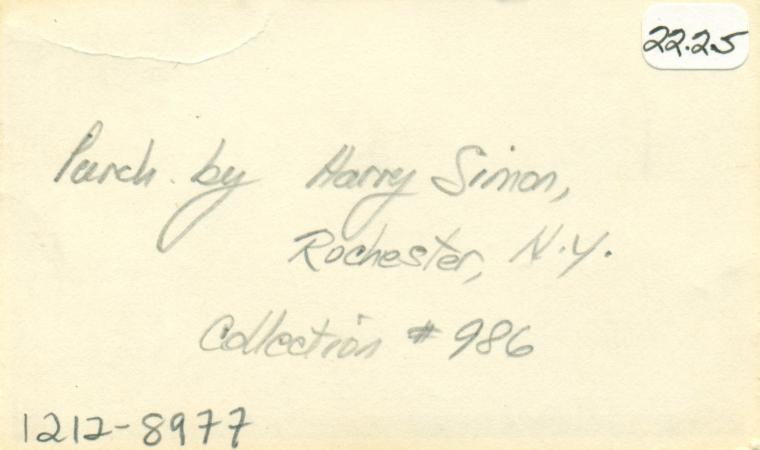 22.25
Purch. by Harry Simon,
Rochester, N.Y.
Collection # 986
1212-8977